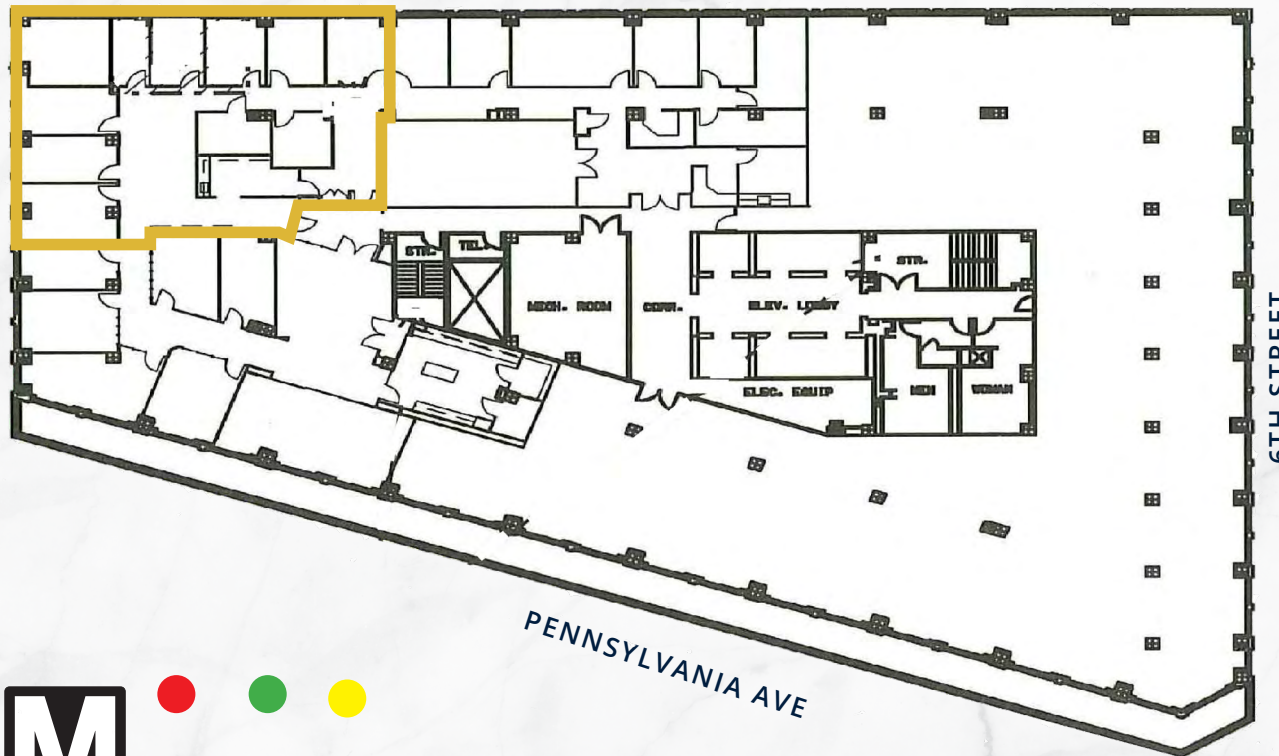 STR.
TEL.
STR.
MECH. ROOM
CORR.
ELEV. LOBBY
ELEC. EQUIP
MEN
WOMAN
6TH STREET
PENNSYLVANIA AVE
M